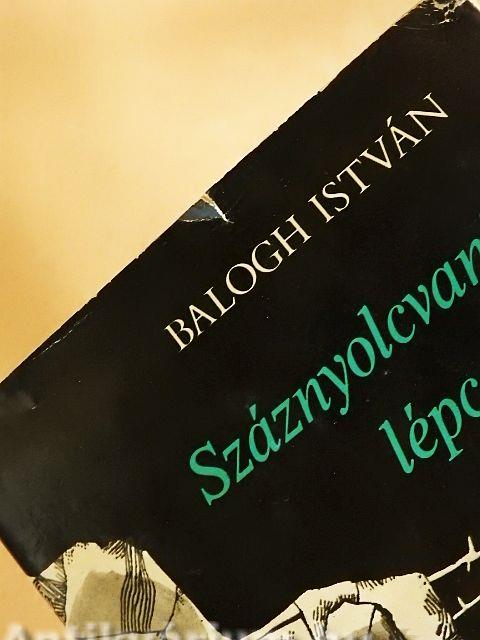 BALOGH ISTVÁN
Száznyolcvan
lépc